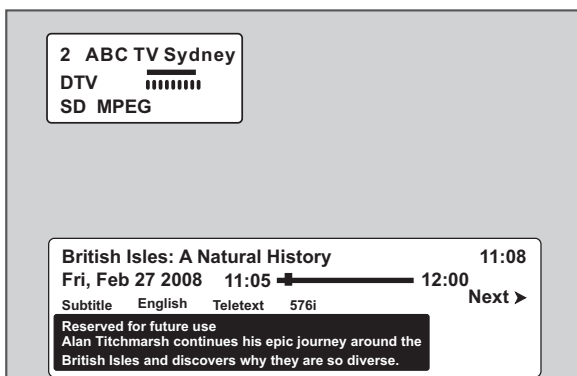 2 ABC TV Sydney
DTV
SD MPEG
British Isles: A Natural History 11:08
Fri, Feb 27 2008 11:05 12:00
Subtitle English Teletext 576i Next ➤
Reserved for future use
Alan Titchmarsh continues his epic journey around the
British Isles and discovers why they are so diverse.